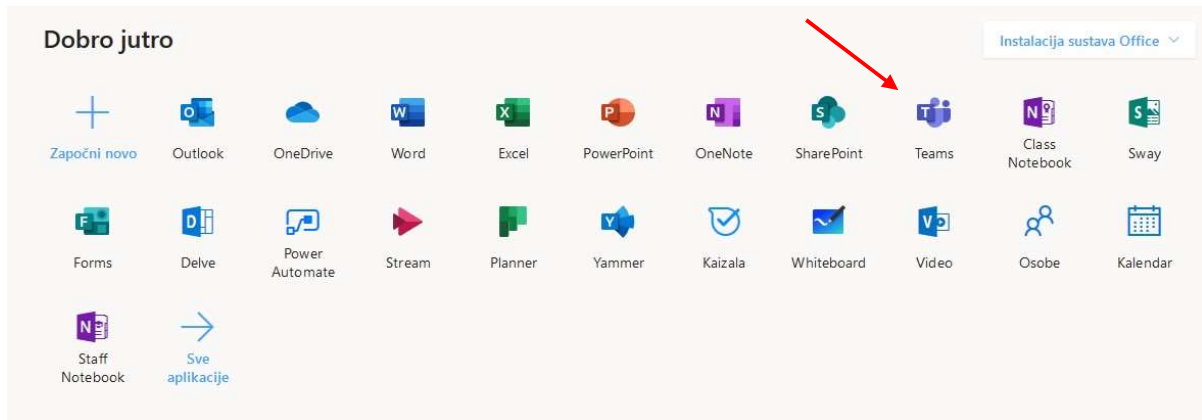 Dobro jutro
Instalacija sustava Office
Započni novo
Outlook
OneDrive
Word
Excel
PowerPoint
OneNote
SharePoint
Teams
Class
Notebook
Sway
Forms
Delve
Power
Automate
Stream
Planner
Yammer
Kaizala
Whiteboard
Video
Osobe
Kalendar
Staff
Notebook
Sve
aplikacije